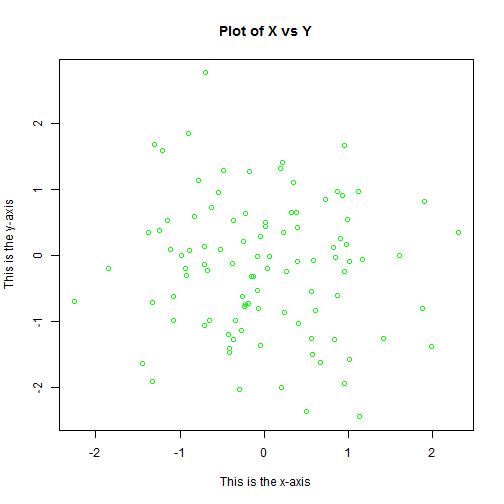 Plot of X vs Y
This is the y-axis
2
1
0
-1
-2
-2 -1 0 1 2
This is the x-axis